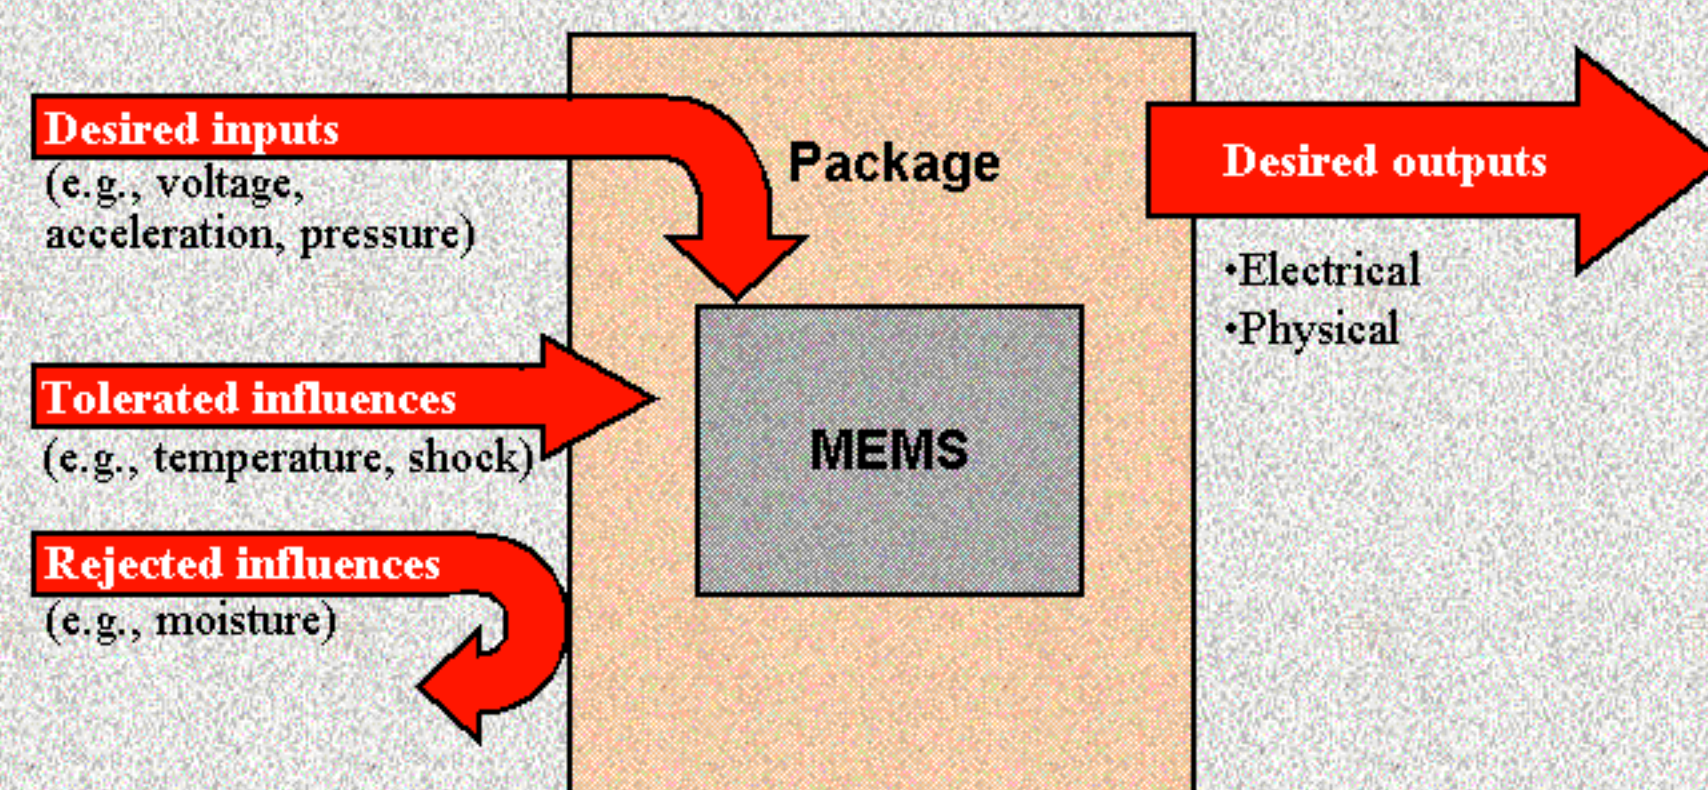 Desired inputs
(e.g., voltage,
acceleration, pressure)
Tolerated influences
(e.g., temperature, shock)
Rejected influences
(e.g., moisture)
Package
MEMS
Desired outputs
•Electrical
•Physical